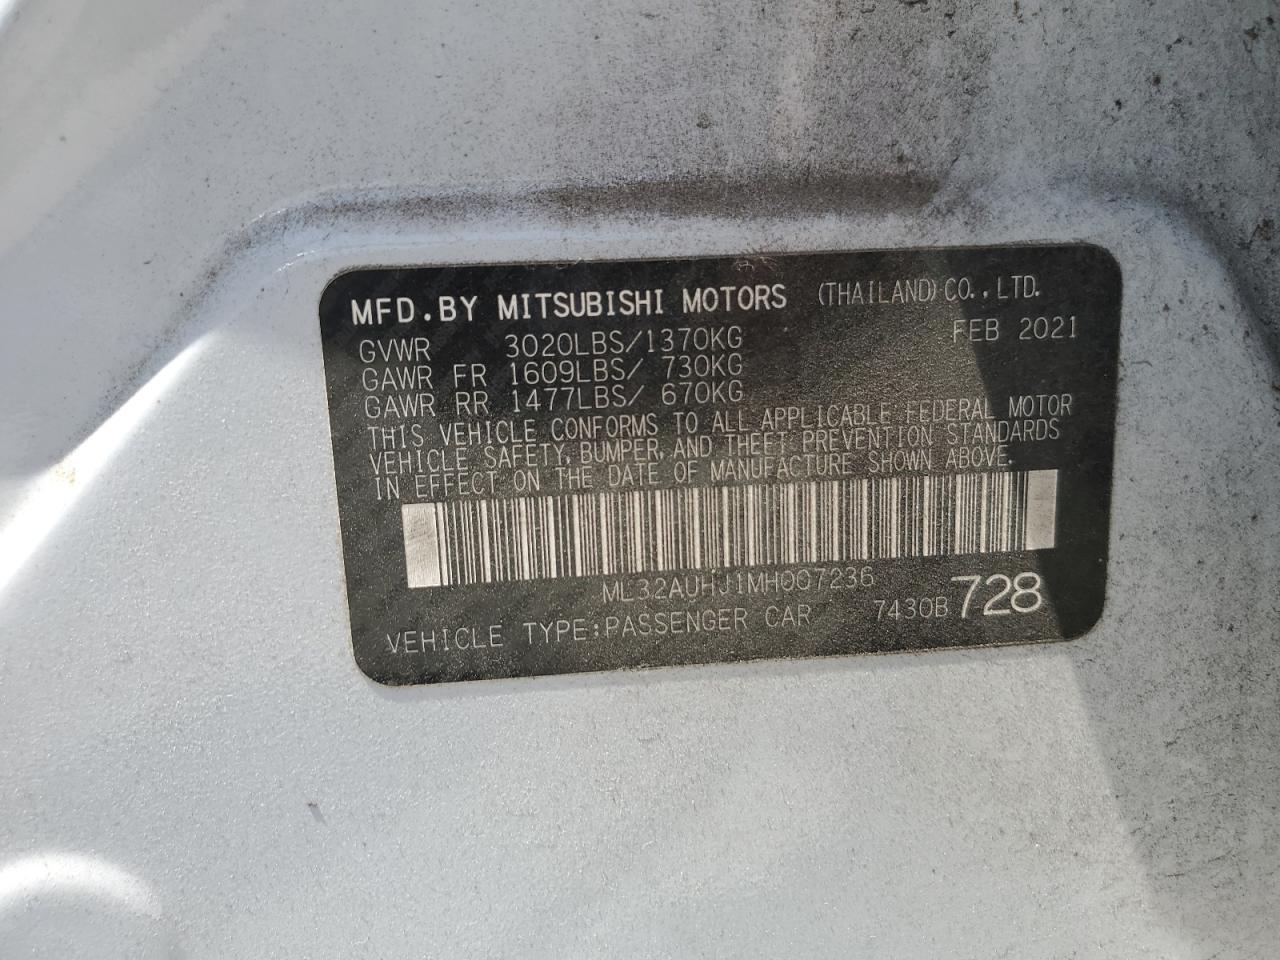 MFD.BY MITSUBISHI MOTORS (THAILAND)CO.,LTD.
GVWR 3020LBS/1370KG FEB 2021
GAWR FR 1609LBS/ 730KG
GAWR RR 1477LBS/ 670KG
THIS VEHICLE CONFORMS TO ALL APPLICABLE FEDERAL MOTOR
VEHICLE SAFETY, BUMPER, AND THEFT PREVENTION STANDARDS
IN EFFECT ON THE DATE OF MANUFACTURE SHOWN ABOVE.
ML32AUHJ1MH007236
VEHICLE TYPE:PASSENGER CAR 7430B 728